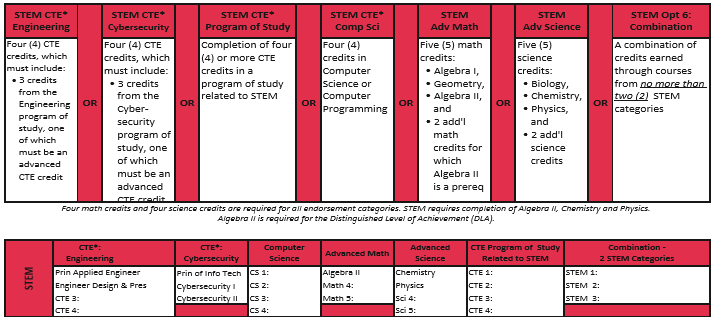 STEM CTE*
Engineering
Four (4) CTE
credits, which
must include:
• 3 credits
from the
Engineering
program of
study, one
of which
must be an
advanced
CTE credit
OR
STEM CTE*
Cybersecurity
Four (4) CTE
credits, which
must include:
• 3 credits
from the
Cyber-
security
program of
study, one
of which
must be an
advanced
CTE credit
OR
STEM CTE*
Program of Study
Completion of four
(4) or more CTE
credits in a
program of study
related to STEM
OR
STEM CTE*
Comp Sci
Four (4)
credits in
Computer
Science or
Computer
Programming
OR
STEM
Adv Math
Five (5) math
credits:
• Algebra I,
• Geometry,
• Algebra II,
and
• 2 add'l
math
credits for
which
Algebra II
is a prereq
OR
STEM
Adv Science
Five (5)
science
credits:
• Biology,
• Chemistry,
• Physics,
and
• 2 add'l
science
credits
OR
STEM Opt 6:
Combination
A combination of
credits earned
through courses
from no more than
two (2) STEM
categories
Four math credits and four science credits are required for all endorsement categories. STEM requires completion of Algebra II, Chemistry and Physics.
Algebra II is required for the Distinguished Level of Achievement (DLA).
STEM
CTE*:
Engineering
Prin Applied Engineer
Engineer Design & Pres
CTE 3:
CTE 4:
CTE*:
Cybersecurity
Prin of Info Tech
Cybersecurity I
Cybersecurity II
Computer
Science
CS 1:
CS 2:
CS 3:
CS 4:
Advanced Math
Algebra II
Math 4:
Math 5:
Advanced
Science
Chemistry
Physics
Sci 4:
Sci 5:
CTE Program of Study
Related to STEM
CTE 1:
CTE 2:
CTE 3:
CTE 4:
Combination -
2 STEM Categories
STEM 1:
STEM 2:
STEM 3: